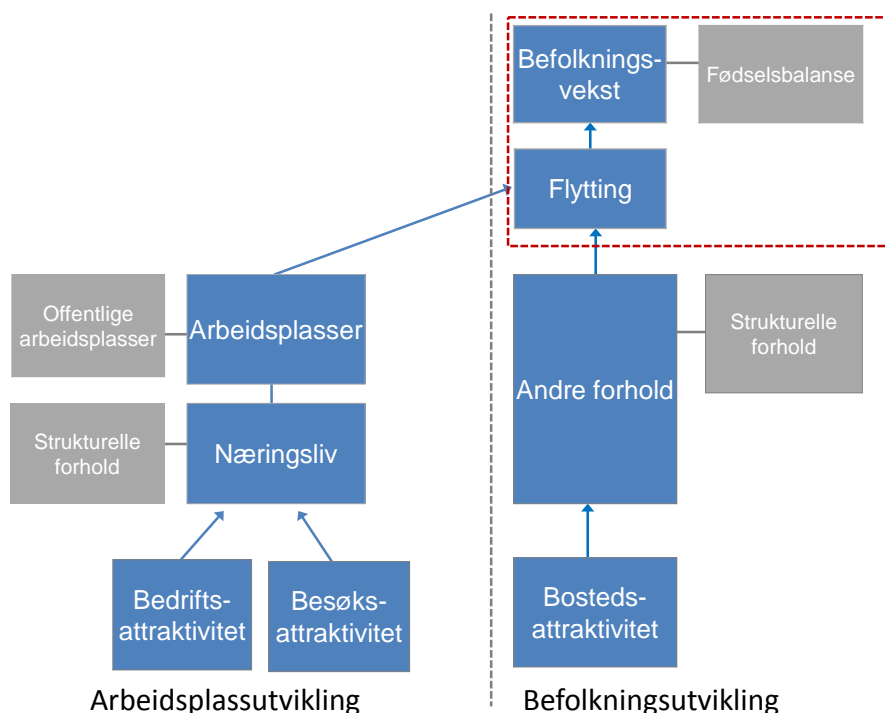 Befolknings-
vekst
Fødselsbalanse
Flytting
Offentlige
arbeidsplasser
Arbeidsplasser
Strukturelle
forhold
Andre forhold
Strukturelle
forhold
Næringsliv
Bedrifts-
attraktivitet
Besøks-
attraktivitet
Bosteds-
attraktivitet
Arbeidsplassutvikling
Befolkningsutvikling